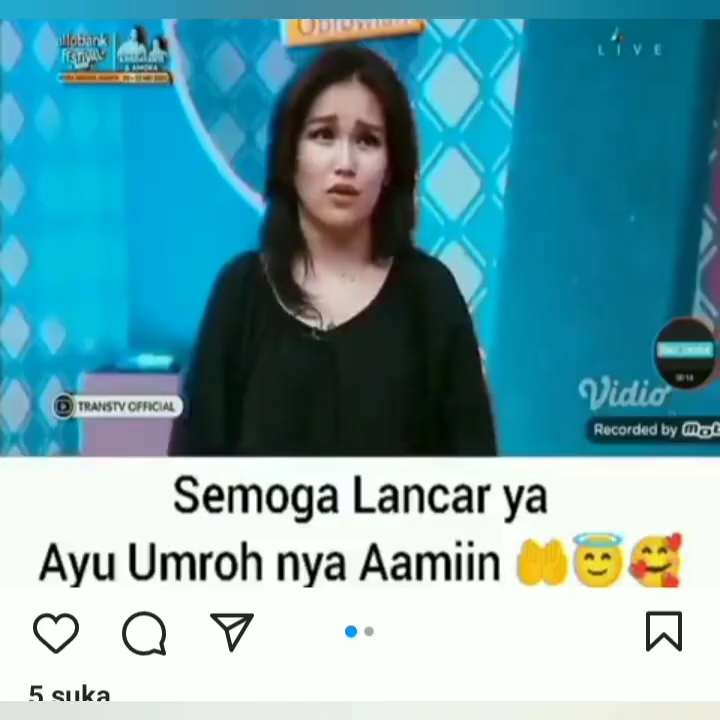 LIVE
TRANSTV OFFICIAL
Vidio
Recorded by
Semoga Lancar ya
Ayu Umroh nya Aamiin 🤲😇🥰
5 suka